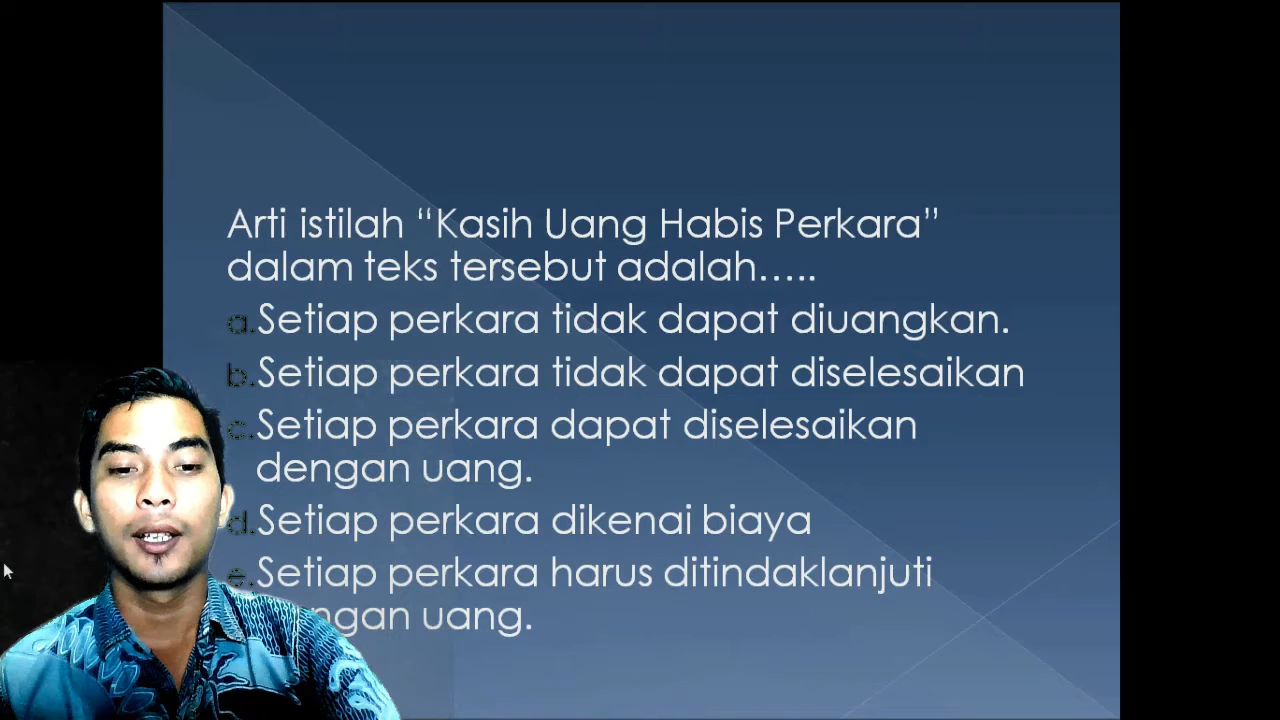 Arti istilah “Kasih Uang Habis Perkara”
dalam teks tersebut adalah…..
a.Setiap perkara tidak dapat diuangkan.
b.Setiap perkara tidak dapat diselesaikan
c.Setiap perkara dapat diselesaikan
dengan uang.
d.Setiap perkara dikenai biaya
e.Setiap perkara harus ditindaklanjuti
dengan uang.